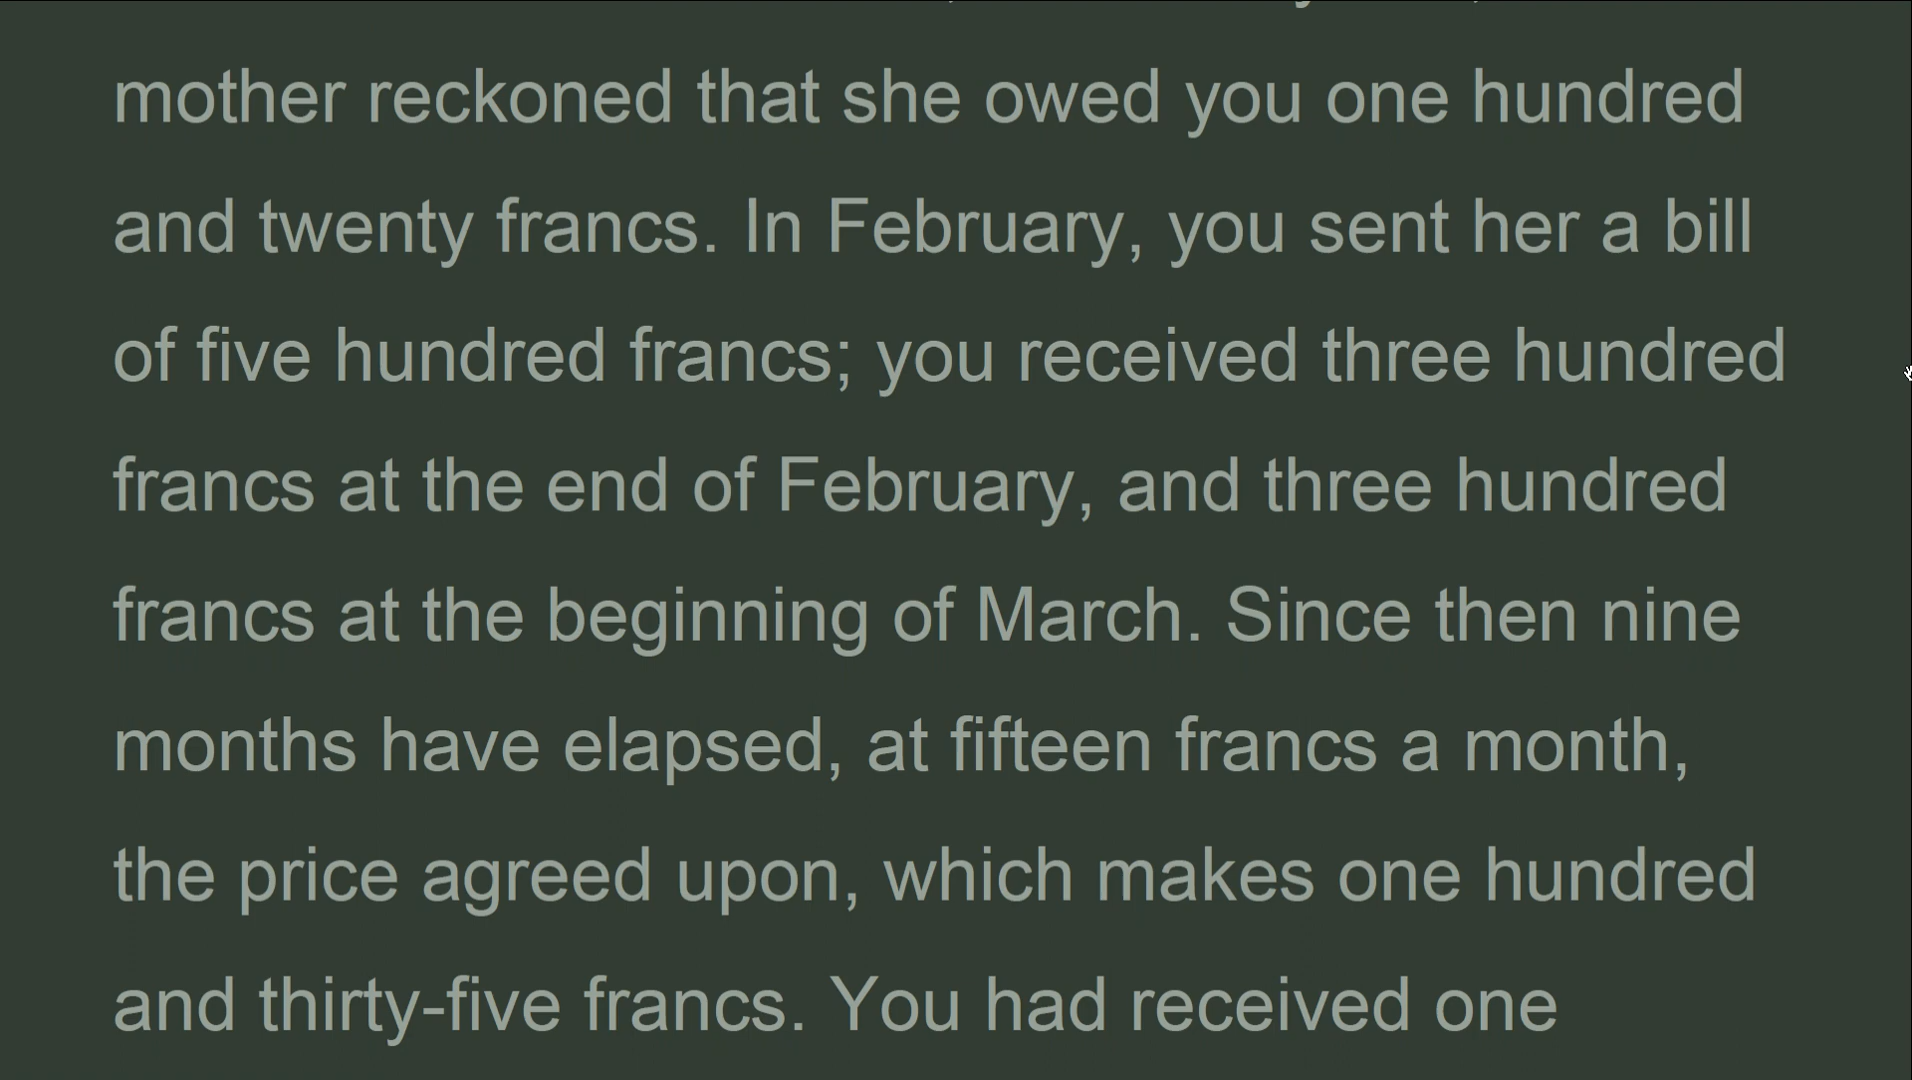 mother reckoned that she owed you one hundred
and twenty francs. In February, you sent her a bill
of five hundred francs; you received three hundred
francs at the end of February, and three hundred
francs at the beginning of March. Since then nine
months have elapsed, at fifteen francs a month,
the price agreed upon, which makes one hundred
and thirty-five francs. You had received one